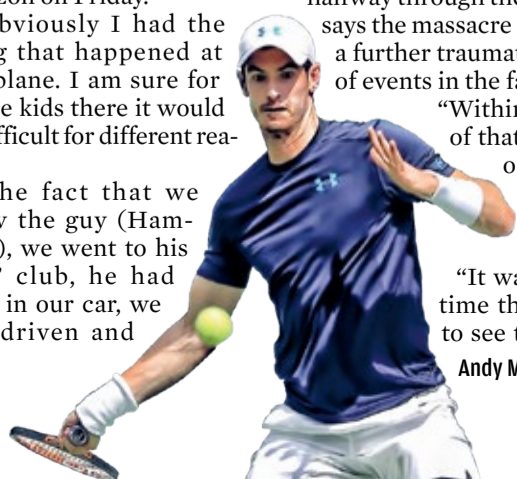 on Friday.
bviously I had the
g that happened at
plane. I am sure for
e kids there it would
fficult for different rea-
he fact that we
w the guy (Ham-
), we went to his
’ club, he had
in our car, we
driven and
halfway through the
says the massacre
a further traumat
of events in the fa
“Within
of that
o
“It wa
time th
to see t
Andy M